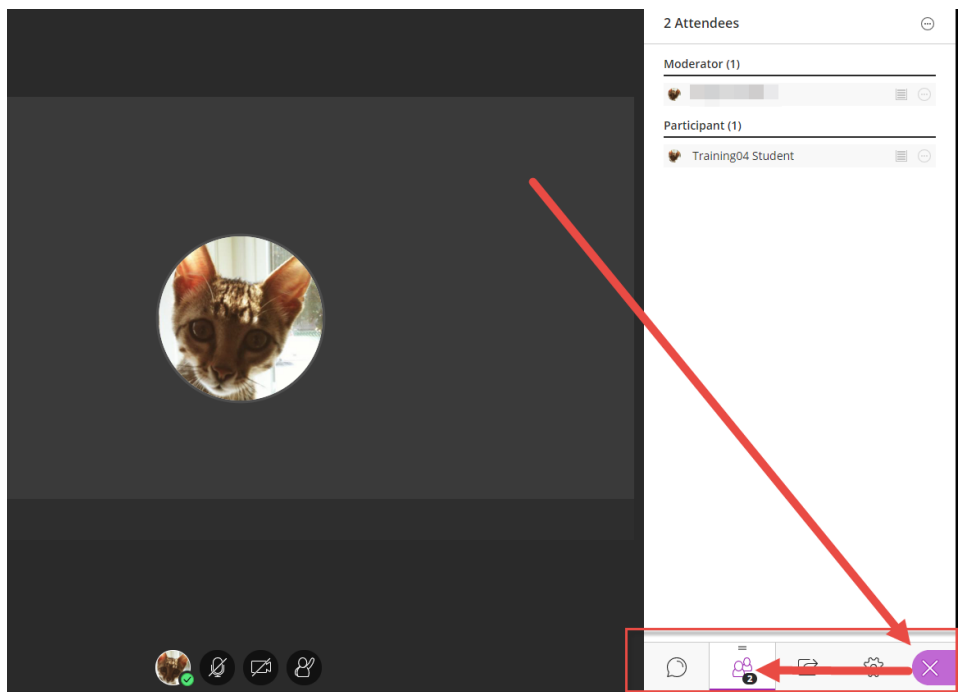 2 Attendees
Moderator (1)
Participant (1)
Training04 Student
2